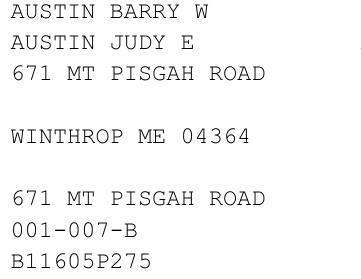 AUSTIN BARRY W
AUSTIN JUDY E
671 MT PISGAH ROAD
WINTHROP ME 04364
671 MT PISGAH ROAD
001-007-B
B11605P275